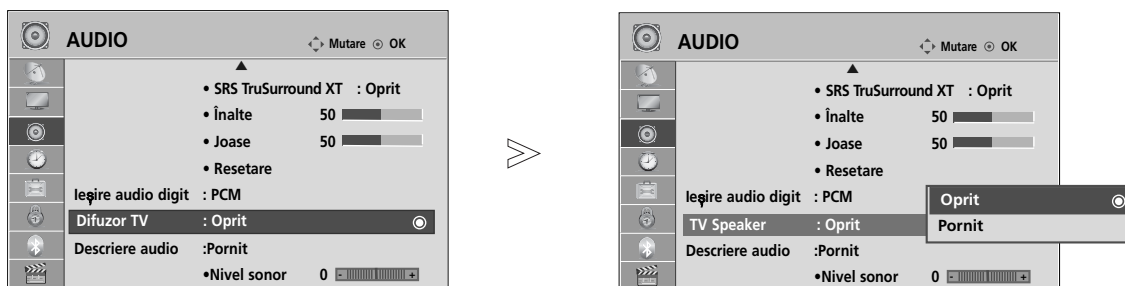 AUDIO
Mutare OK
• SRS TruSurround XT : Oprit
• Înalte 50
• Joase 50
• Resetare
Ieşire audio digit : PCM
Difuzor TV : Oprit
Descriere audio :Pornit
•Nivel sonor 0 - +
AUDIO
Mutare OK
• SRS TruSurround XT : Oprit
• Înalte 50
• Joase 50
• Resetare
Ieşire audio digit : PCM
TV Speaker : Oprit
Descriere audio :Pornit
•Nivel sonor 0 - +
Oprit
Pornit